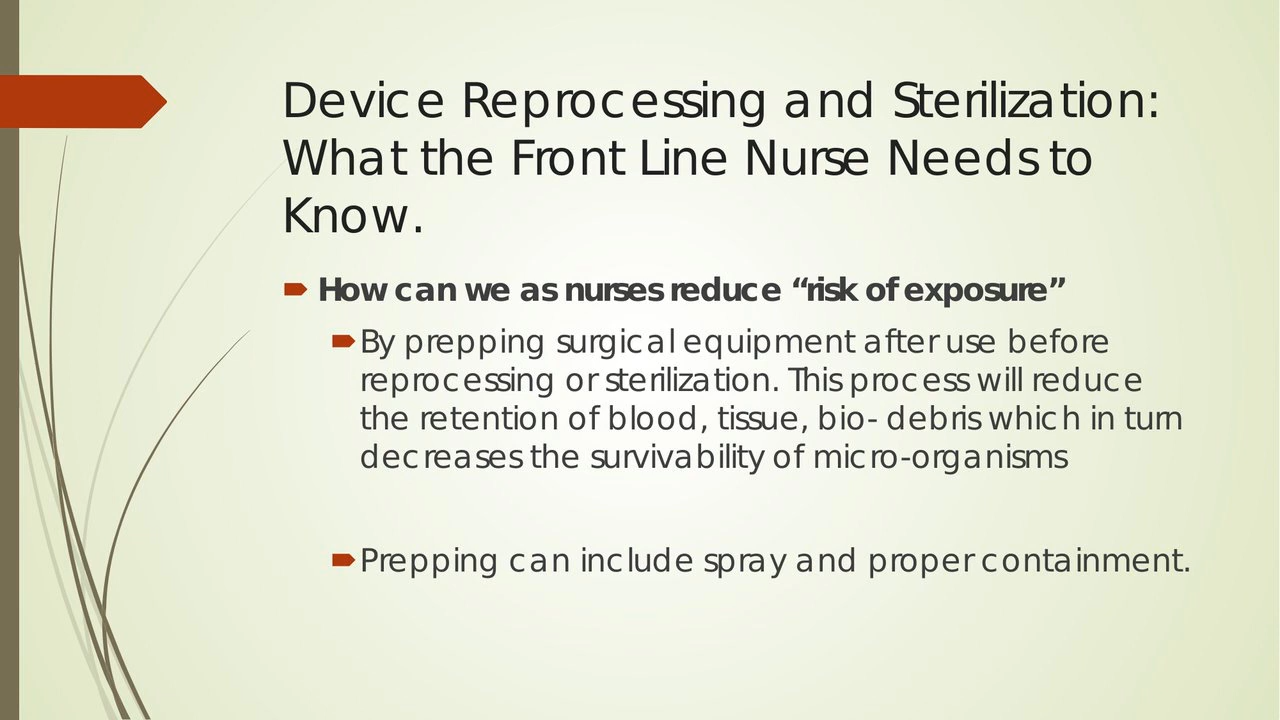 Device Reprocessing and Sterilization:
What the Front Line Nurse Needs to
Know.
How can we as nurses reduce “risk of exposure”
By prepping surgical equipment after use before
reprocessing or sterilization. This process will reduce
the retention of blood, tissue, bio- debris which in turn
decreases the survivability of micro-organisms
Prepping can include spray and proper containment.